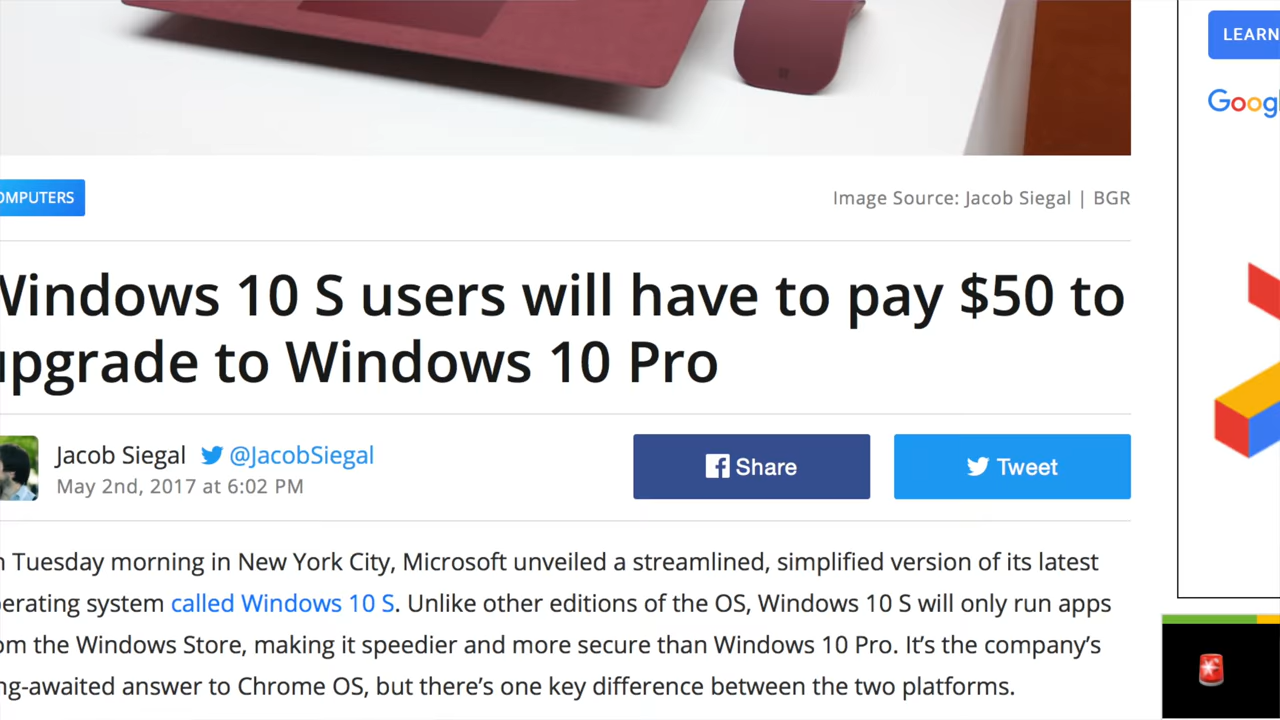 LEARN
Googl
OMPUTERS
Image Source: Jacob Siegal | BGR
Windows 10 S users will have to pay $50 to
upgrade to Windows 10 Pro
Jacob Siegal @JacobSiegal
May 2nd, 2017 at 6:02 PM
Share
Tweet
n Tuesday morning in New York City, Microsoft unveiled a streamlined, simplified version of its latest
perating system called Windows 10 S. Unlike other editions of the OS, Windows 10 S will only run apps
om the Windows Store, making it speedier and more secure than Windows 10 Pro. It’s the company’s
ng-awaited answer to Chrome OS, but there’s one key difference between the two platforms.